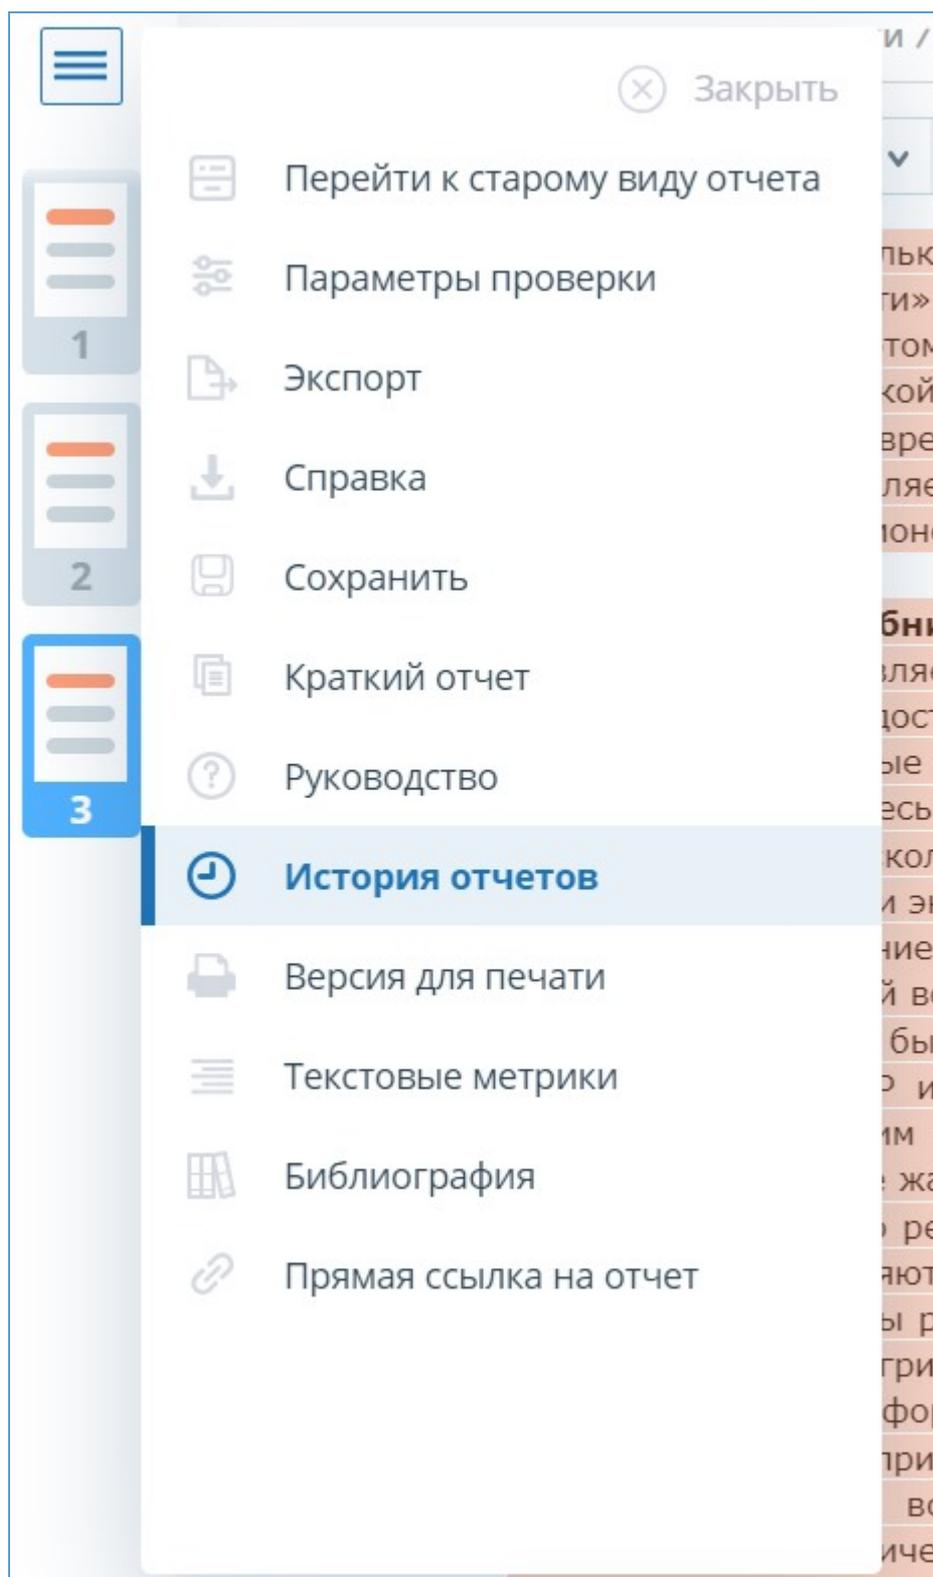 Закрыть
Перейти к старому виду отчета
Параметры проверки
1
Экспорт
Справка
2
Сохранить
Краткий отчет
Руководство
3
История отчетов
Версия для печати
Текстовые метрики
Библиография
Прямая ссылка на отчет